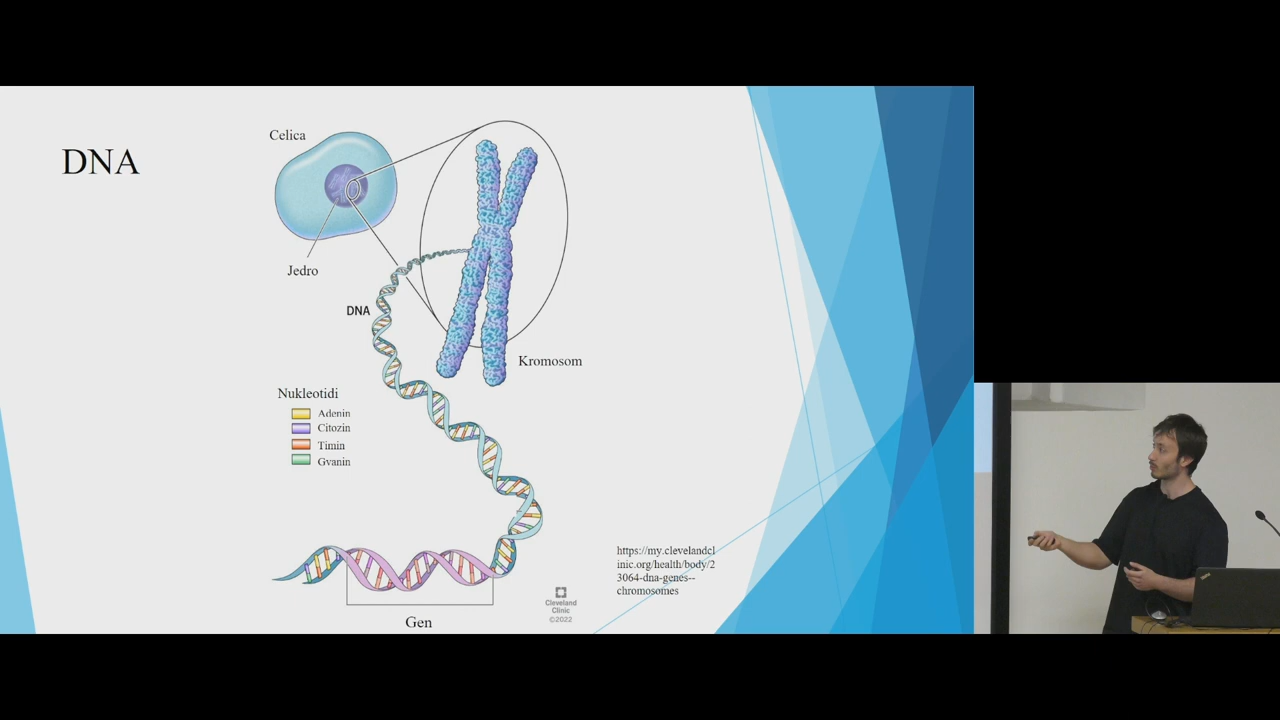 DNA
Celica
Jedro
DNA
Kromosom
Nukleotidi
Adenin
Citozin
Timin
Gvanin
Gen
Cleveland
Clinic
©2022
https://my.clevelandcl
inic.org/health/body/2
3064-dna-genes--
chromosomes